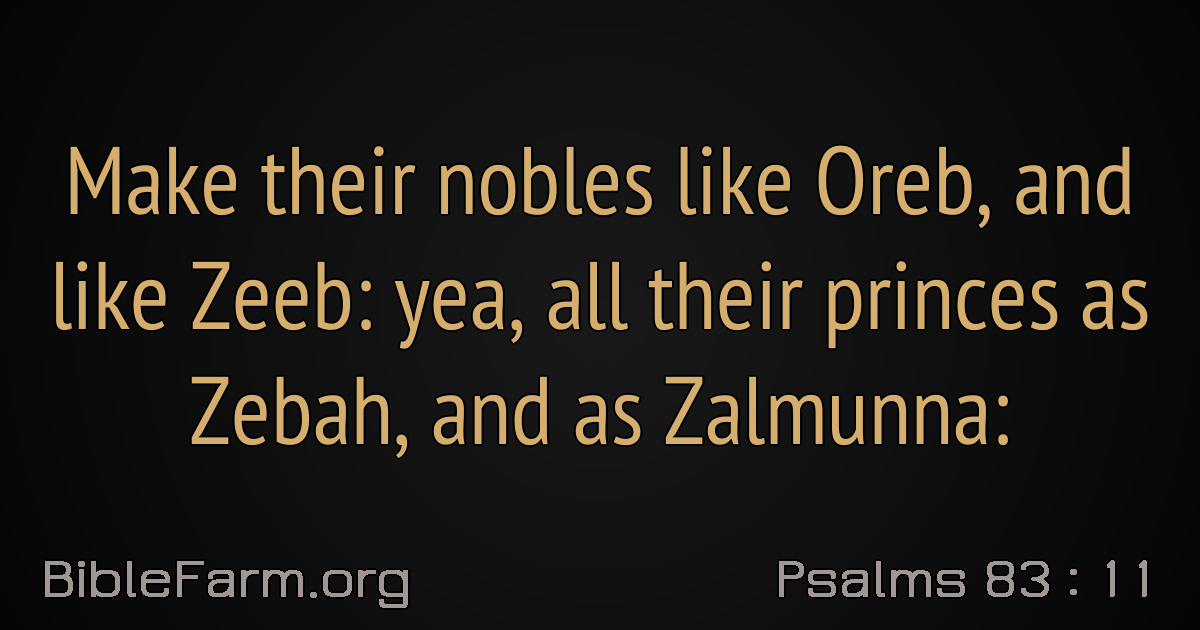 Make their nobles like Oreb, and
like Zeeb: yea, all their princes as
Zebah, and as Zalmunna:
BibleFarm.org
Psalms 83 : 11